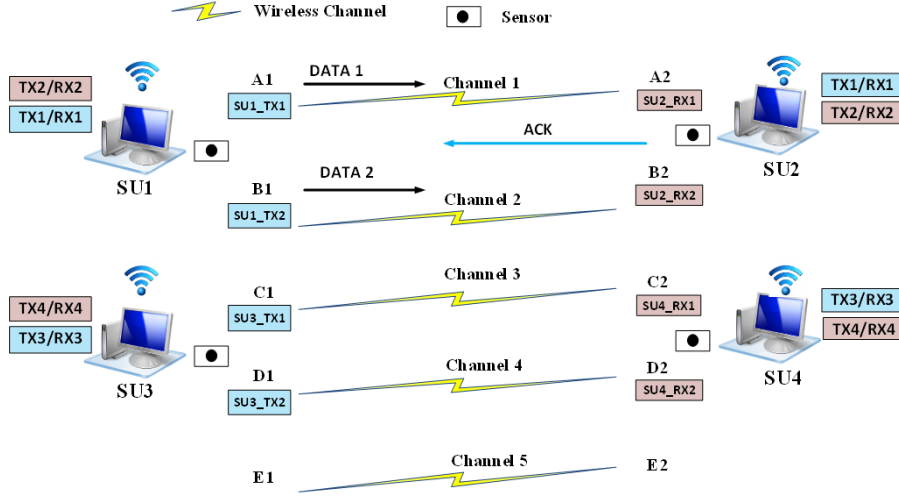 Wireless Channel
Sensor
A1
DATA 1
Channel 1
A2
TX2/RX2
TX1/RX1
SU1_TX1
SU2_RX1
TX1/RX1
TX2/RX2
ACK
SU1
SU2
B1
DATA 2
B2
SU1_TX2
Channel 2
SU2_RX2
Channel 3
C1
C2
TX4/RX4
TX3/RX3
SU3_TX1
SU4_RX1
TX3/RX3
TX4/RX4
SU3
SU4
D1
Channel 4
D2
SU3_TX2
SU4_RX2
Channel 5
E1
E2